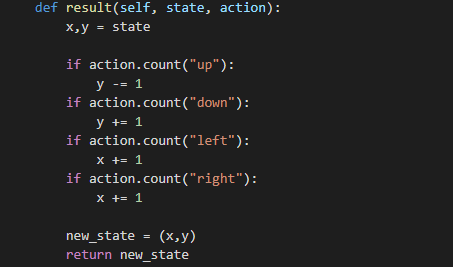 def result(self, state, action):
    x,y = state

    if action.count("up"):
        y -= 1
    if action.count("down"):
        y += 1
    if action.count("left"):
        x += 1
    if action.count("right"):
        x += 1

    new_state = (x,y)
    return new_state